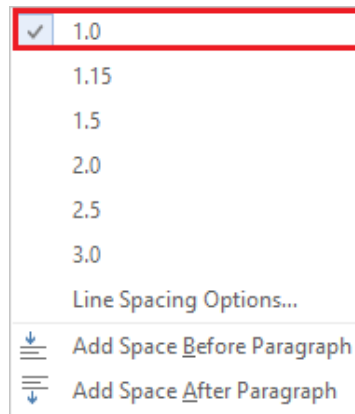 1.0
1.15
1.5
2.0
2.5
3.0
Line Spacing Options...
Add Space Before Paragraph
Add Space After Paragraph